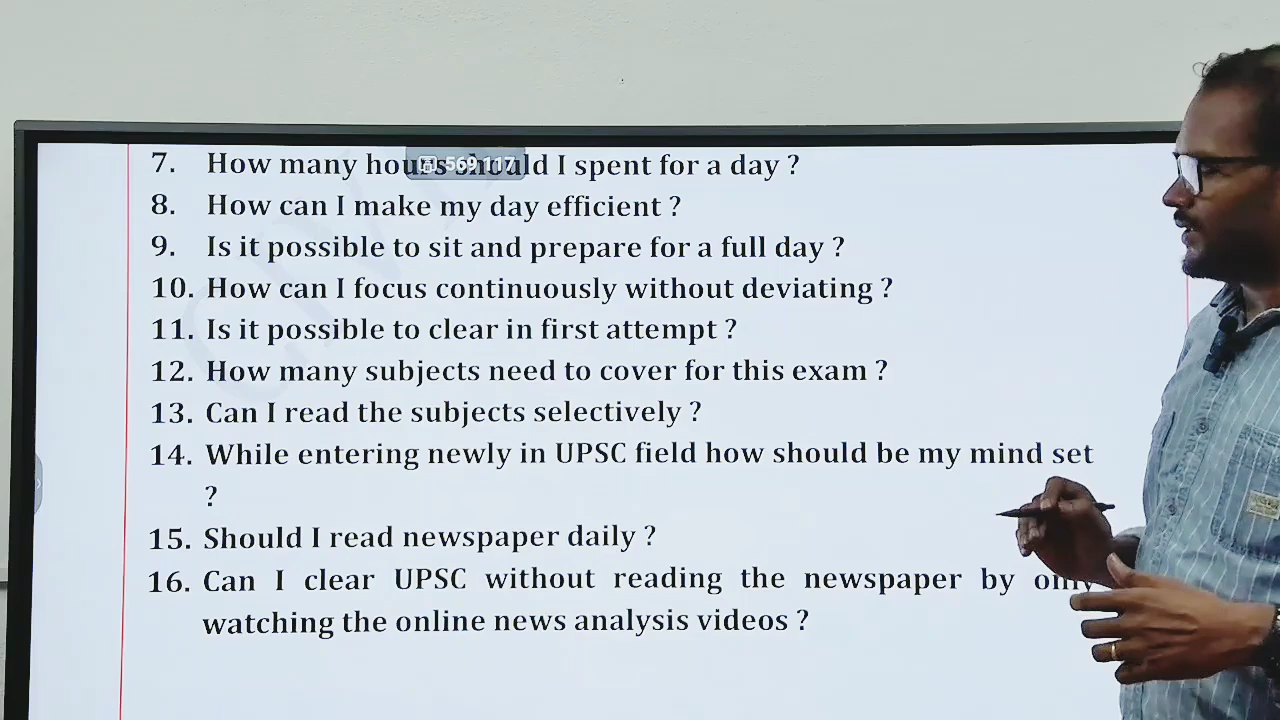 7. How many hours should I spent for a day ?
569 117
8. How can I make my day efficient ?
9. Is it possible to sit and prepare for a full day ?
10. How can I focus continuously without deviating ?
11. Is it possible to clear in first attempt ?
12. How many subjects need to cover for this exam ?
13. Can I read the subjects selectively ?
14. While entering newly in UPSC field how should be my mind set
?
15. Should I read newspaper daily ?
16. Can I clear UPSC without reading the newspaper by only
watching the online news analysis videos ?